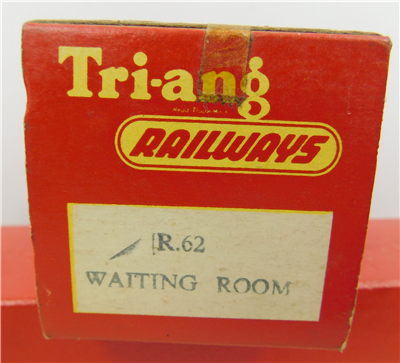 Tri-ang
RAILWAYS
R.62
WAITING ROOM